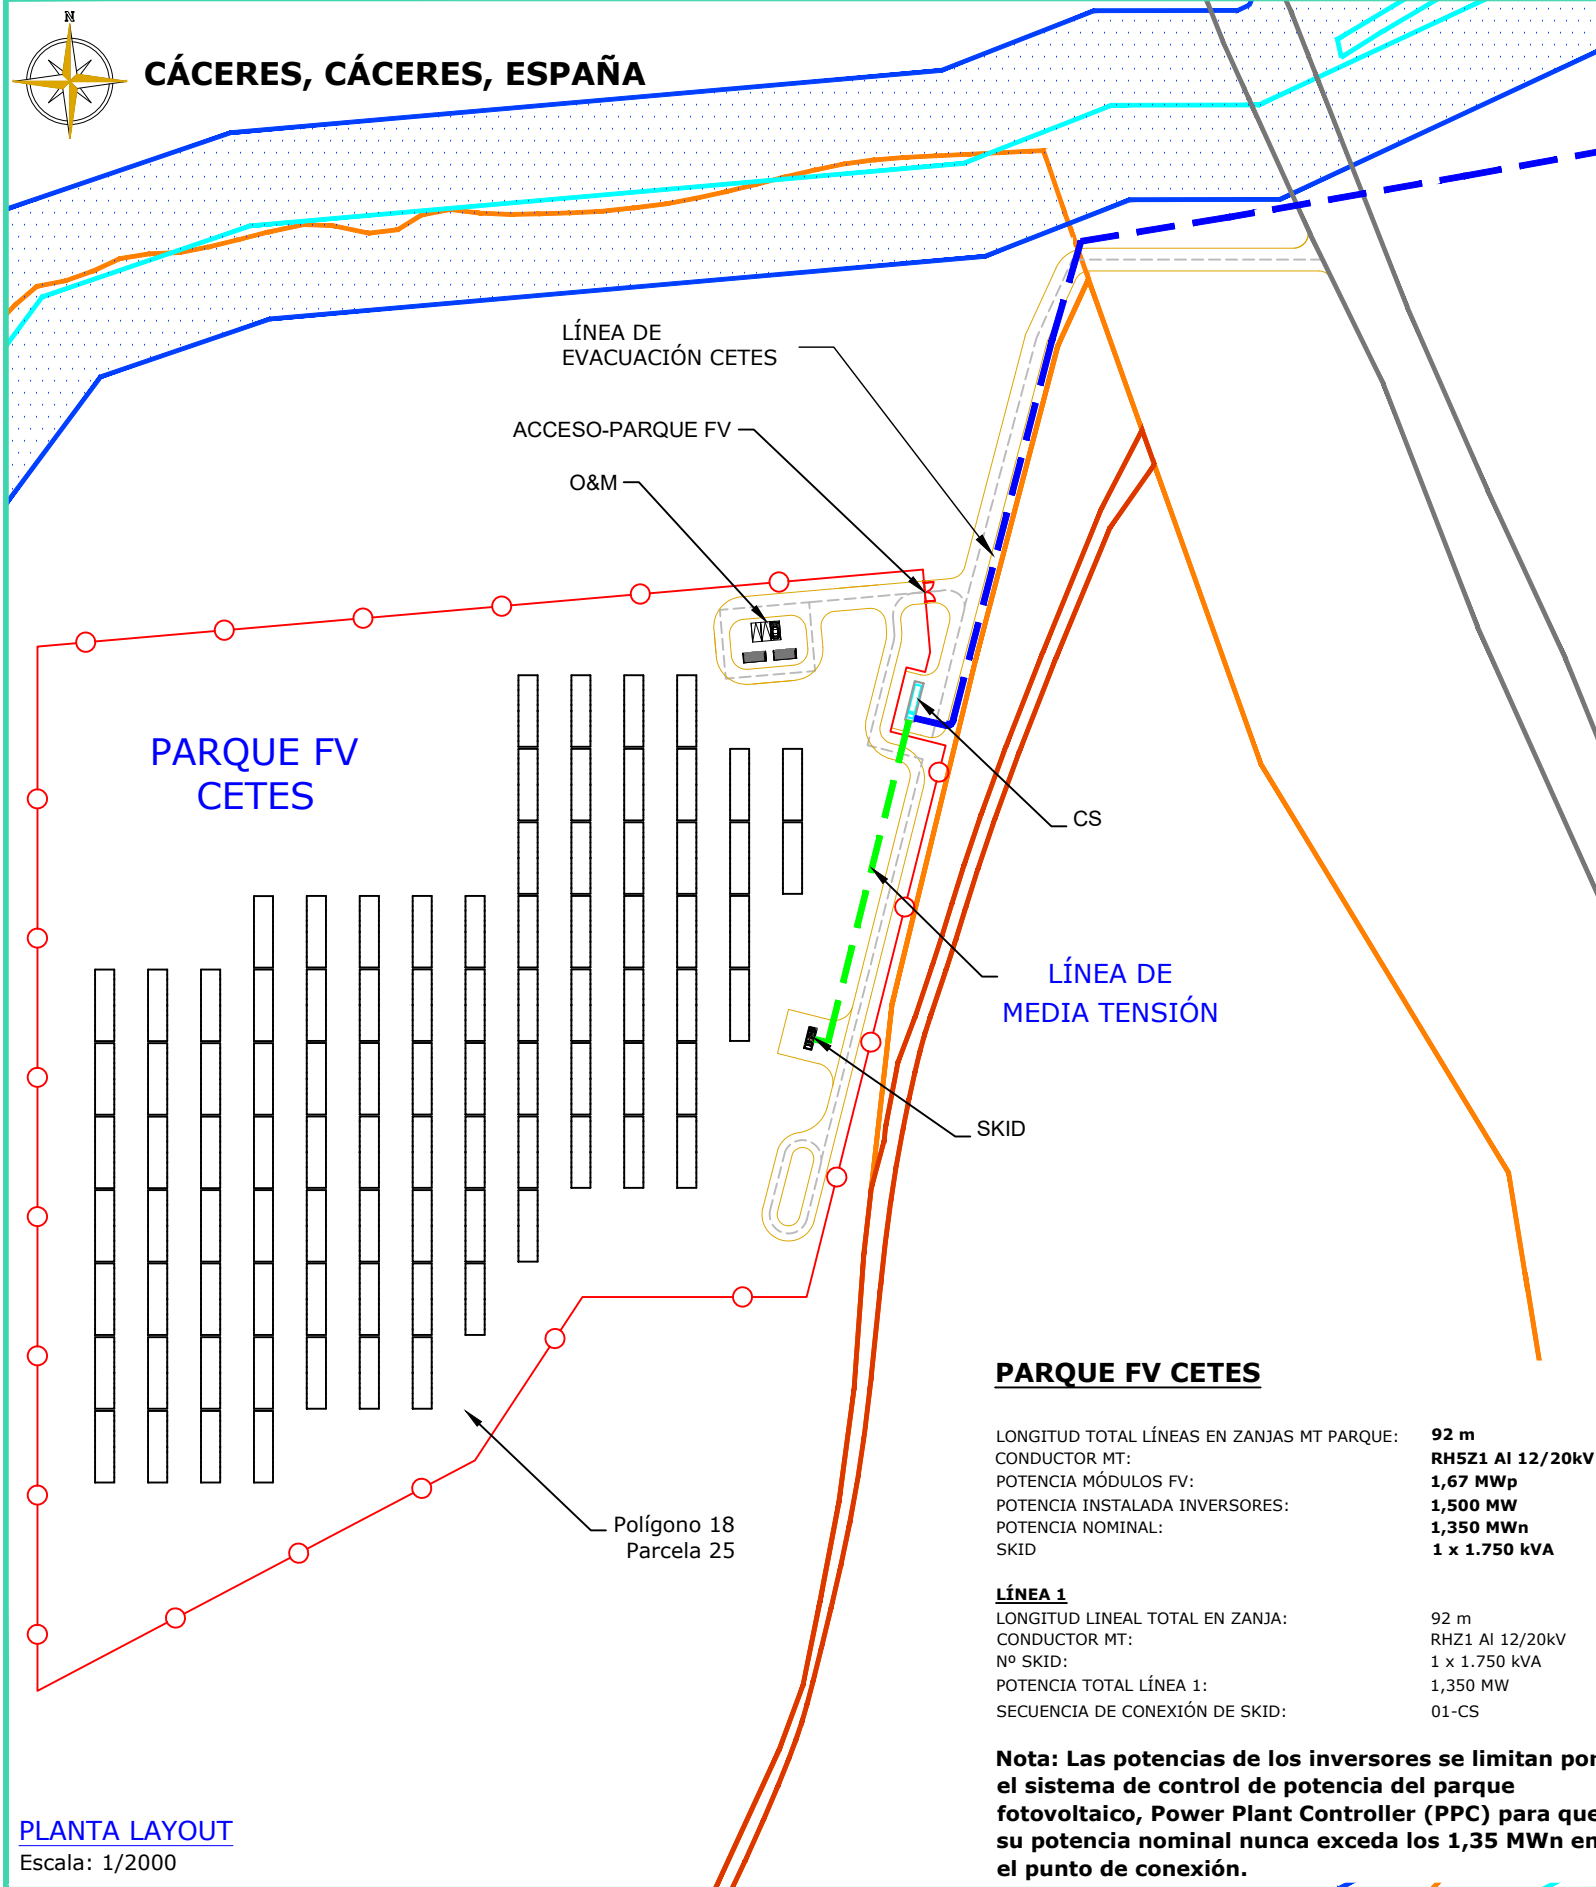 N
CÁCERES, CÁCERES, ESPAÑA
LÍNEA DE
EVACUACIÓN CETES
ACCESO-PARQUE FV
O&M
PARQUE FV
CETES
CS
LÍNEA DE
MEDIA TENSIÓN
SKID
Polígono 18
Parcela 25
PARQUE FV CETES
LONGITUD TOTAL LÍNEAS EN ZANJAS MT PARQUE: 92 m
CONDUCTOR MT: RH5Z1 Al 12/20kV
POTENCIA MÓDULOS FV: 1,67 MWp
POTENCIA INSTALADA INVERSORES: 1,500 MW
POTENCIA NOMINAL: 1,350 MWn
SKID 1 x 1.750 kVA
LÍNEA 1
LONGITUD LINEAL TOTAL EN ZANJA: 92 m
CONDUCTOR MT: RHZ1 Al 12/20kV
Nº SKID: 1 x 1.750 kVA
POTENCIA TOTAL LÍNEA 1: 1,350 MW
SECUENCIA DE CONEXIÓN DE SKID: 01-CS
Nota: Las potencias de los inversores se limitan por
el sistema de control de potencia del parque
fotovoltaico, Power Plant Controller (PPC) para que
su potencia nominal nunca exceda los 1,35 MWn en
el punto de conexión.
PLANTA LAYOUT
Escala: 1/2000